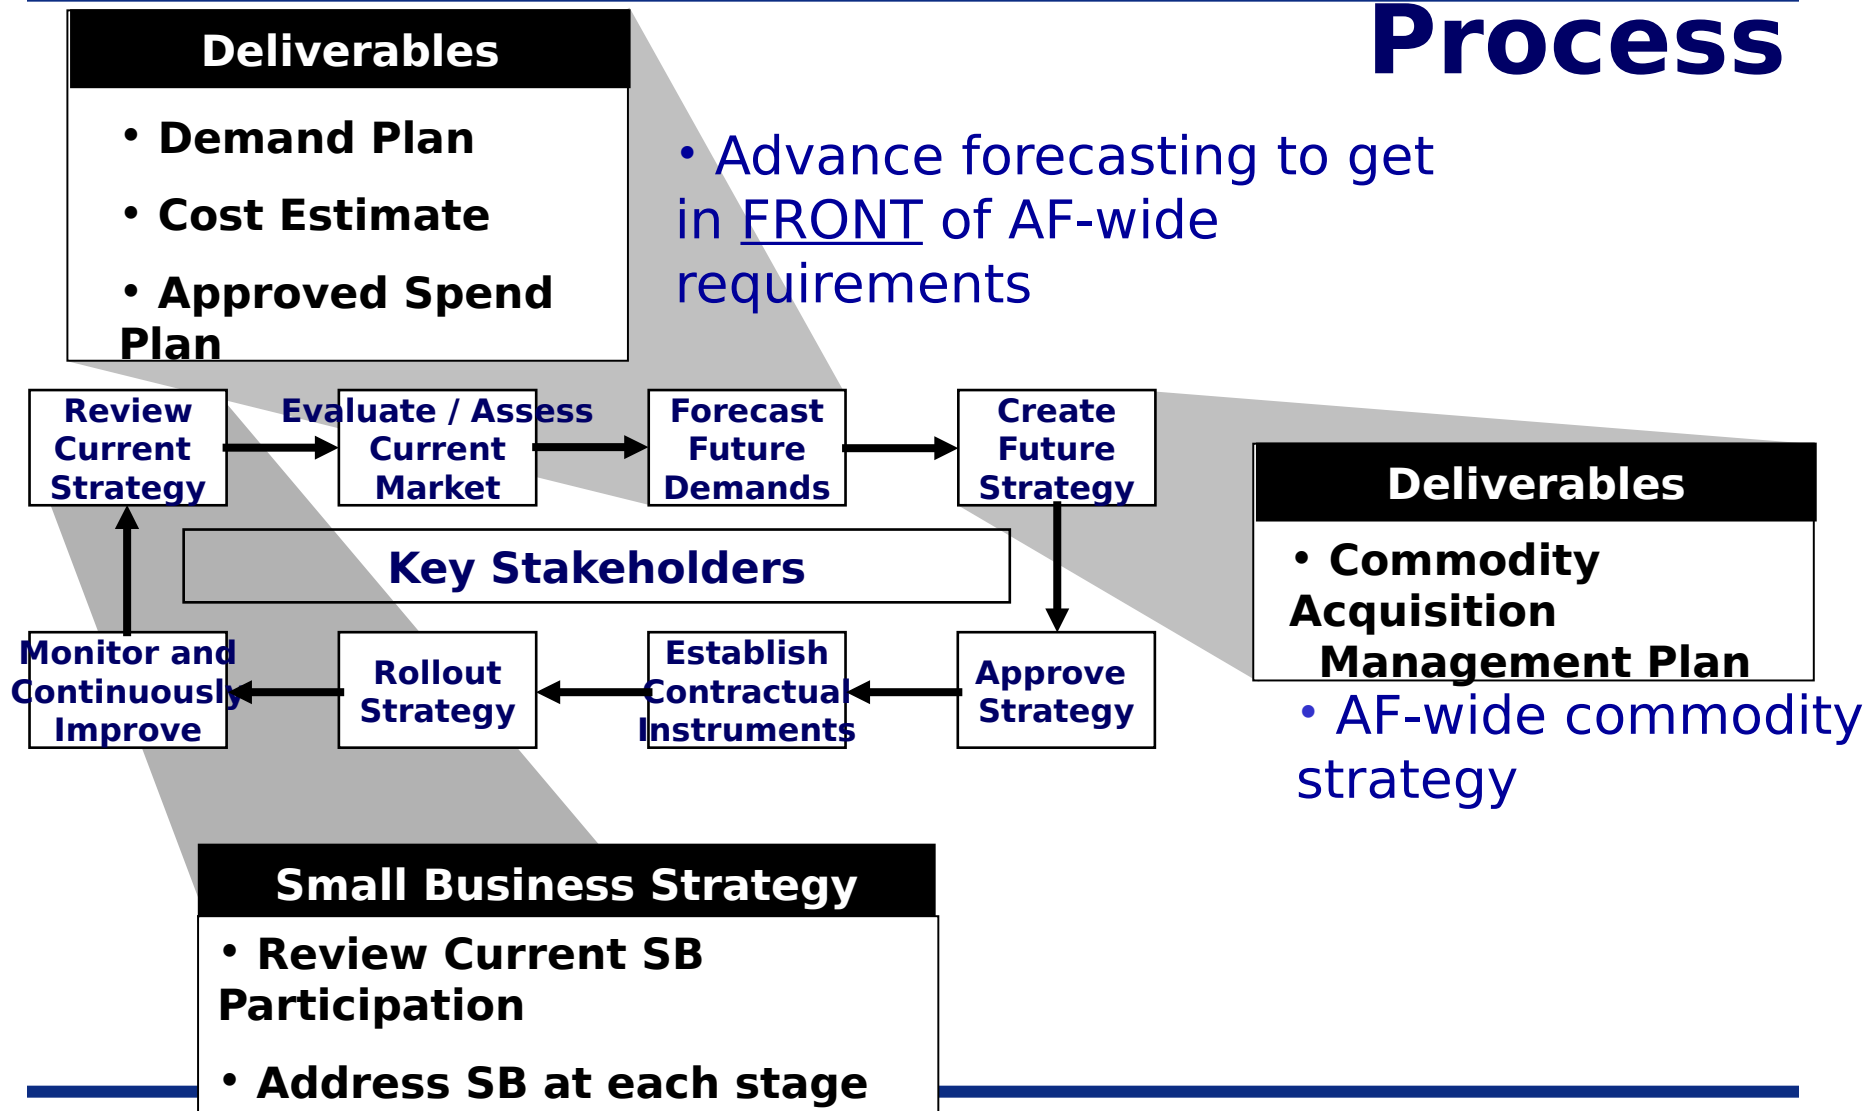 Process
Deliverables
• Demand Plan
• Cost Estimate
• Approved Spend
Plan
• Advance forecasting to get
in FRONT of AF-wide
requirements
Review
Current
Strategy
Evaluate / Assess
Current
Market
Forecast
Future
Demands
Create
Future
Strategy
Deliverables
• Commodity
Acquisition
Management Plan
• AF-wide commodity
strategy
Key Stakeholders
Monitor and
Continuously
Improve
Rollout
Strategy
Establish
Contractual
Instruments
Approve
Strategy
Small Business Strategy
• Review Current SB
Participation
• Address SB at each stage